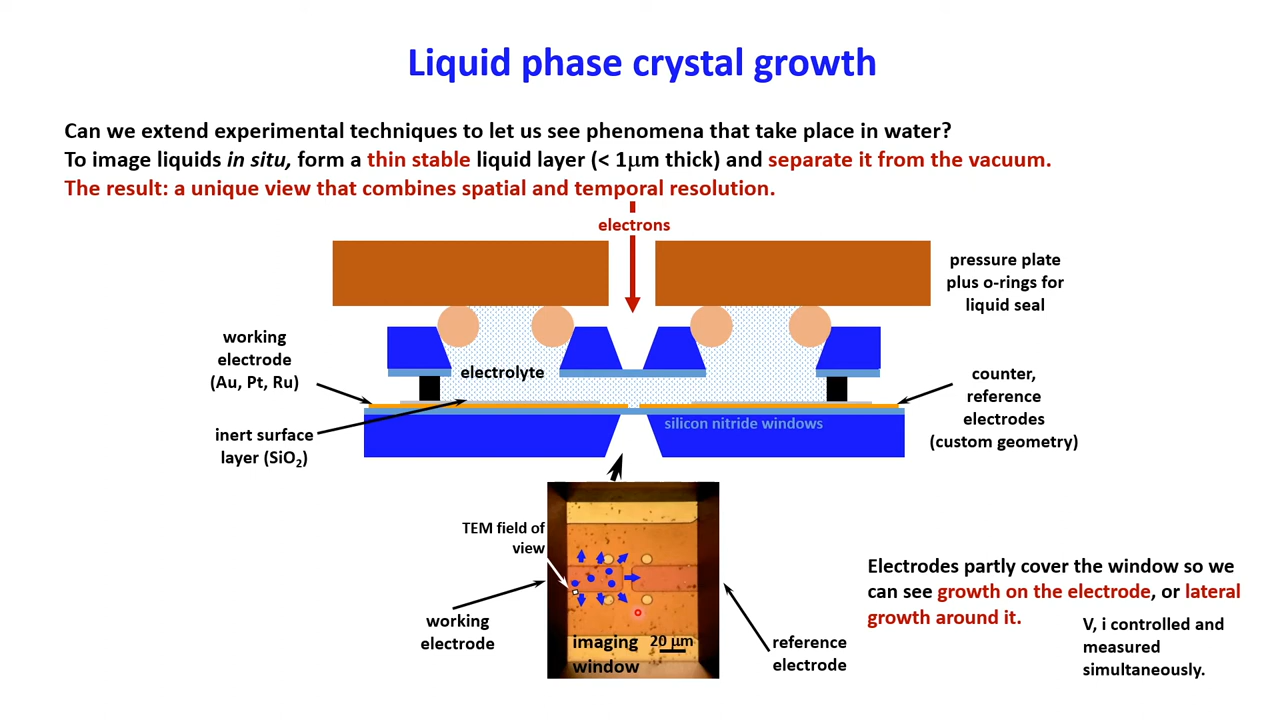 Liquid phase crystal growth
Can we extend experimental techniques to let us see phenomena that take place in water?
To image liquids in situ, form a thin stable liquid layer (< 1μm thick) and separate it from the vacuum.
The result: a unique view that combines spatial and temporal resolution.
electrons
pressure plate
plus o-rings for
liquid seal
working
electrode
(Au, Pt, Ru)
electrolyte
counter,
reference
electrodes
(custom geometry)
silicon nitride windows
inert surface
layer (SiO₂)
TEM field of
view
working
electrode
imaging
window
20 μm
reference
electrode
Electrodes partly cover the window so we
can see growth on the electrode, or lateral
growth around it.
V, i controlled and
measured
simultaneously.